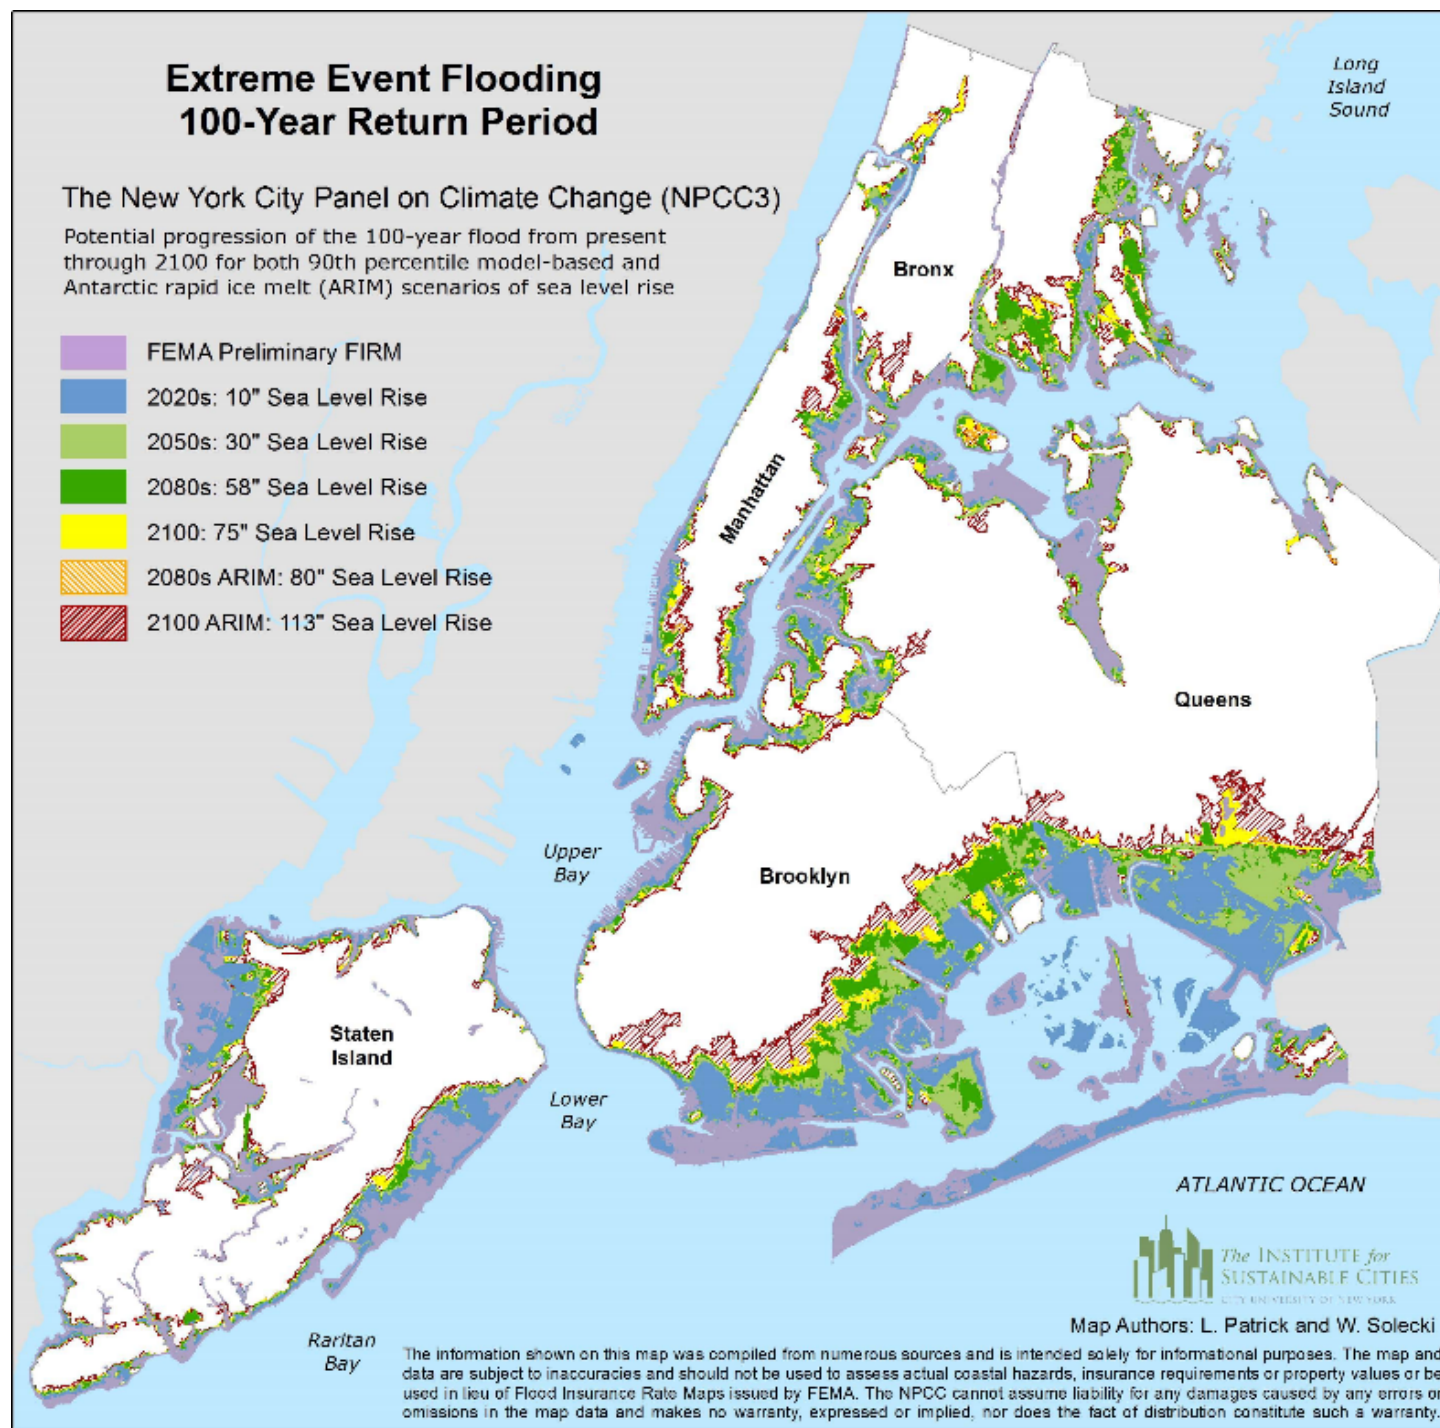 Extreme Event Flooding
100-Year Return Period
The New York City Panel on Climate Change (NPCC3)
Potential progression of the 100-year flood from present
through 2100 for both 90th percentile model-based and
Antarctic rapid ice melt (ARIM) scenarios of sea level rise
FEMA Preliminary FIRM
2020s: 10" Sea Level Rise
2050s: 30" Sea Level Rise
2080s: 58" Sea Level Rise
2100: 75" Sea Level Rise
2080s ARIM: 80" Sea Level Rise
2100 ARIM: 113" Sea Level Rise
Long
Island
Sound
Bronx
Manhattan
Queens
Brooklyn
Upper
Bay
Staten
Island
Lower
Bay
Raritan
Bay
ATLANTIC OCEAN
The INSTITUTE for
SUSTAINABLE CITIES
CITY UNIVERSITY OF NEW YORK
Map Authors: L. Patrick and W. Solecki
The information shown on this map was compiled from numerous sources and is intended solely for informational purposes. The map and
data are subject to inaccuracies and should not be used to assess actual coastal hazards, insurance requirements or property values or be
used in lieu of Flood Insurance Rate Maps issued by FEMA. The NPCC cannot assume liability for any damages caused by any errors or
omissions in the map data and makes no warranty, expressed or implied, nor does the fact of distribution constitute such a warranty.